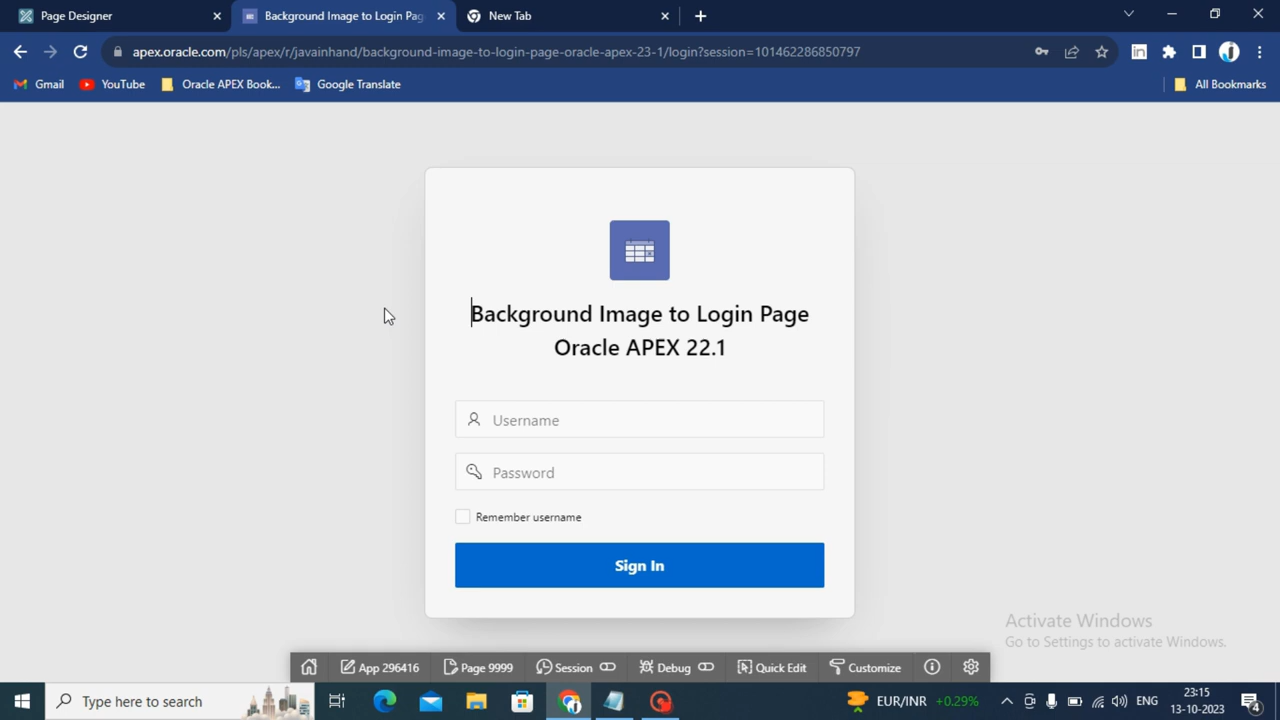 Page Designer
Background Image to Login Pag
New Tab
apex.oracle.com/pls/apex/r/javainhand/background-image-to-login-page-oracle-apex-23-1/login?session=101462286850797
Gmail
YouTube
Oracle APEX Book...
Google Translate
All Bookmarks
Background Image to Login Page
Oracle APEX 22.1
Username
Password
Remember username
Sign In
Activate Windows
Go to Settings to activate Windows.
App 296416
Page 9999
Session
Debug
Quick Edit
Customize
Type here to search
EUR/INR +0.29%
ENG
23:15
13-10-2023
4